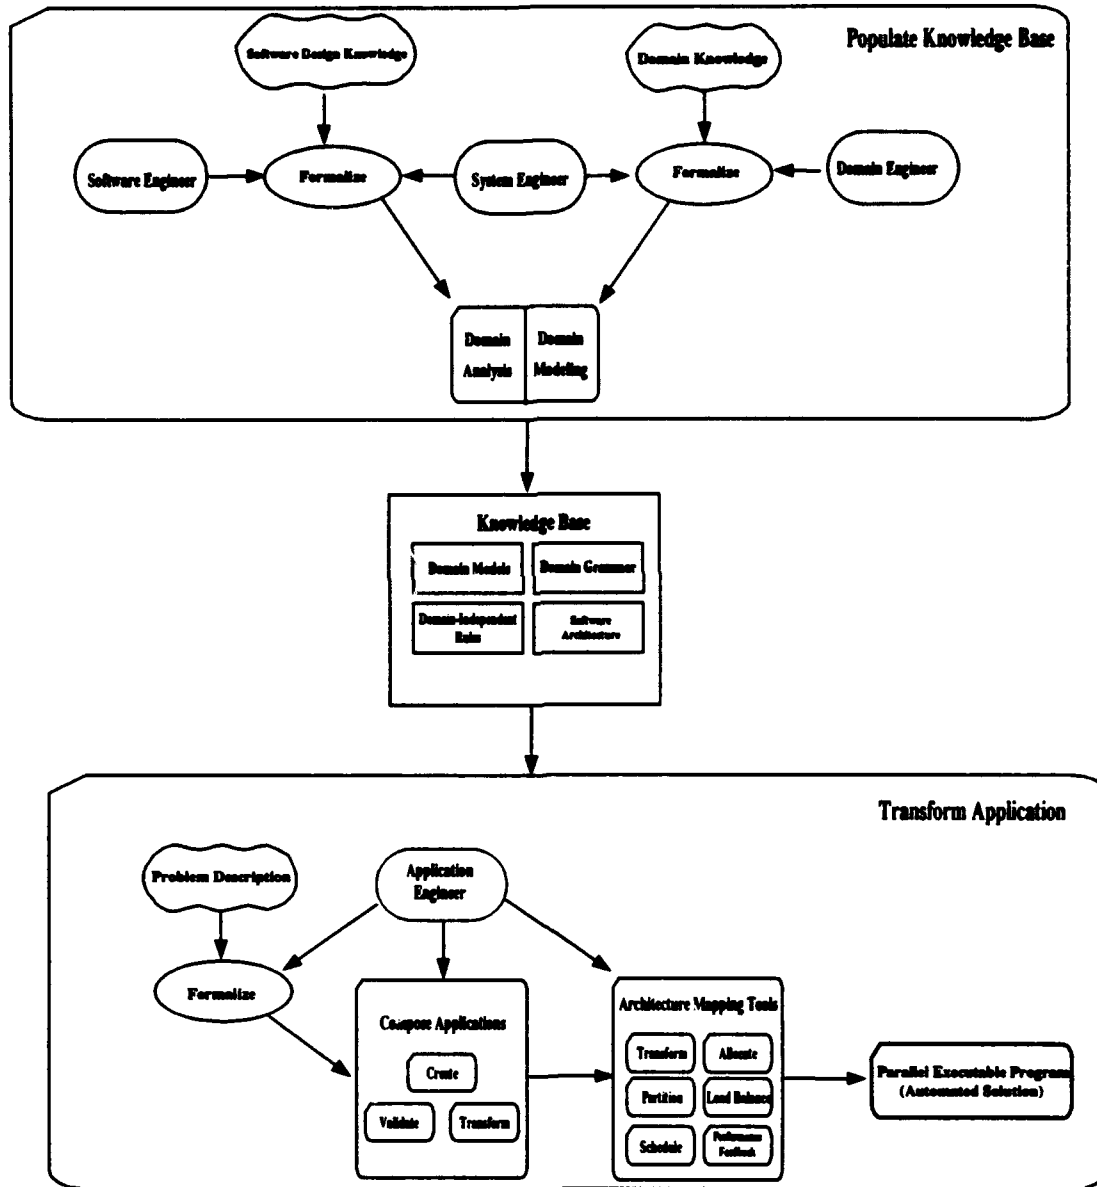 Populate Knowledge Base
Software Design Knowledge
Domain Knowledge
Software Engineer
Formalize
System Engineer
Formalize
Domain Engineer
Domain
Analysis
Domain
Modeling
Knowledge Base
Domain Models
Domain Grammer
Domain-Independent
Rules
Software
Architecture
Transform Application
Problem Description
Application
Engineer
Formalize
Compose Applications
Create
Validate
Transform
Architecture Mapping Tools
Transform
Allocate
Partition
Load Balance
Schedule
Performance
Feedback
Parallel Executable Program
(Automated Solution)